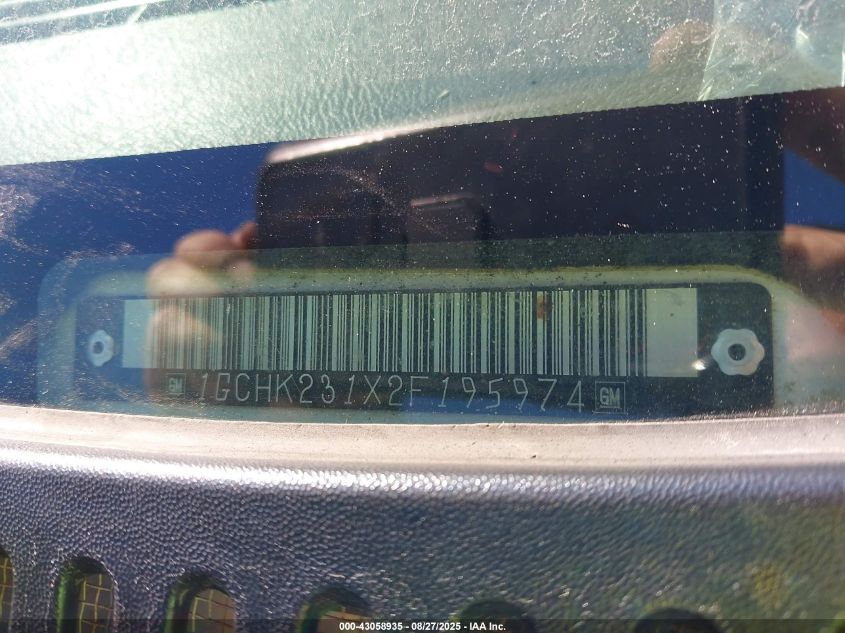 GM 1GCHK231X2F195974 GM
000-43058935 - 08/27/2025 - IAA Inc.